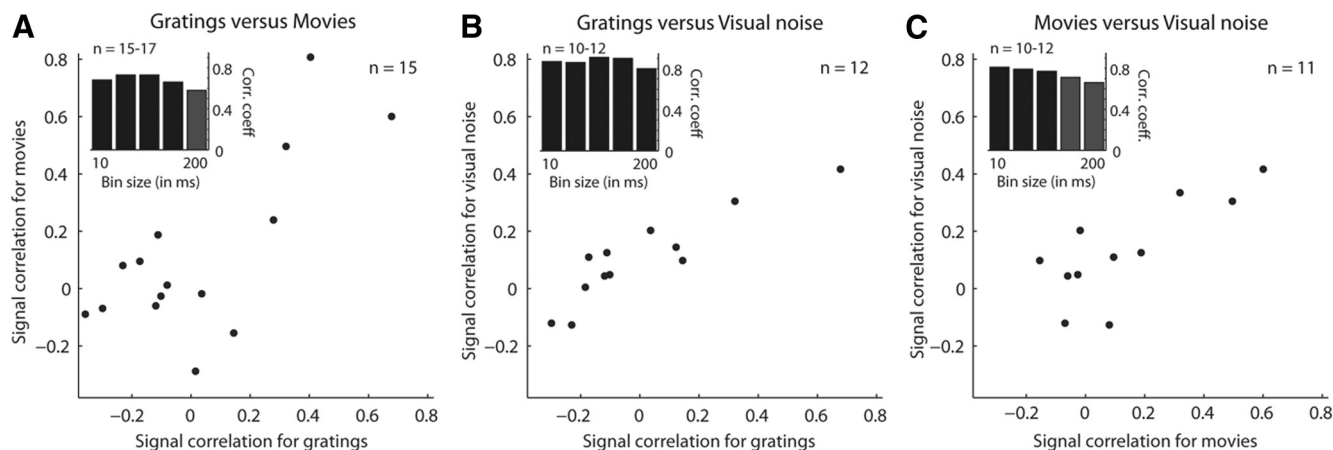 A
Gratings versus Movies
n = 15-17
n = 15
0.8
0.6
0.4
0.2
0
−0.2
0.8
0.4
0
Corr. coeff
10
200
Bin size (in ms)
Signal correlation for movies
−0.2
0
0.2
0.4
0.6
0.8
Signal correlation for gratings
B
Gratings versus Visual noise
n = 10-12
n = 12
0.8
0.6
0.4
0.2
0
−0.2
0.8
0.4
0
Corr. coeff
10
200
Bin size (in ms)
Signal correlation for visual noise
−0.2
0
0.2
0.4
0.6
0.8
Signal correlation for gratings
C
Movies versus Visual noise
n = 10-12
n = 11
0.8
0.6
0.4
0.2
0
−0.2
0.8
0.4
0
Corr. coeff.
10
200
Bin size (in ms)
Signal correlation for visual noise
−0.2
0
0.2
0.4
0.6
0.8
Signal correlation for movies